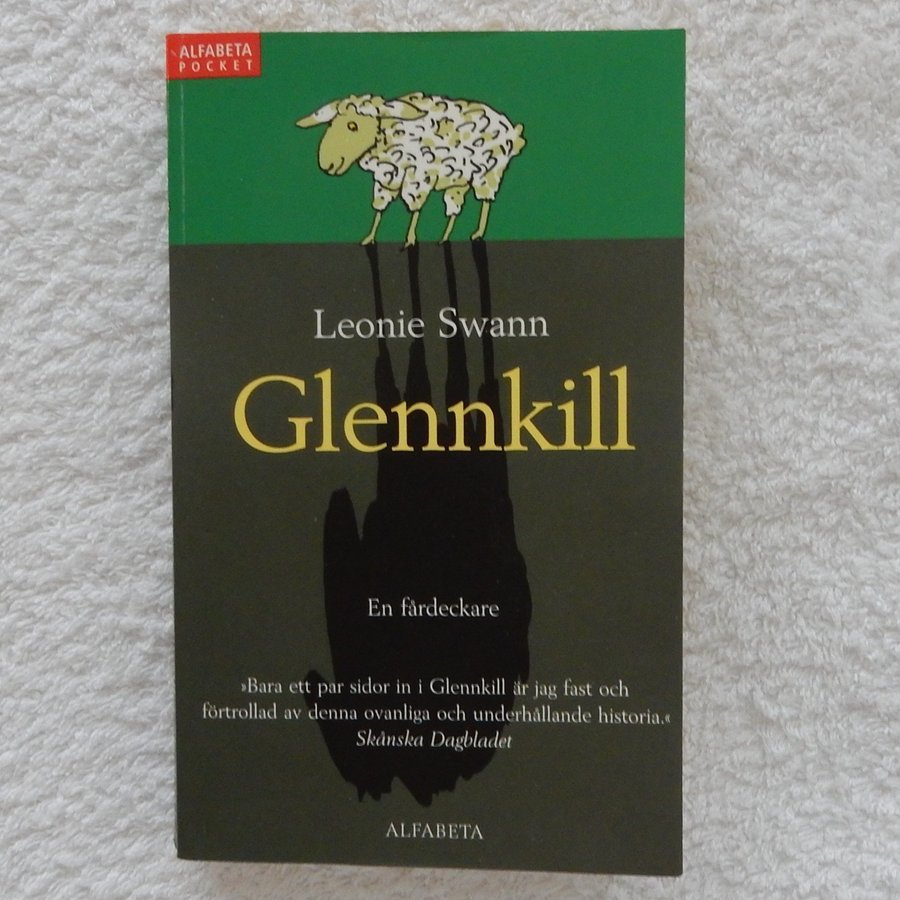 ALFABETA
POCKET
Leonie Swann
Glennkill
En fårdeckare
»Bara ett par sidor in i Glennkill är jag fast och
förtrollad av denna ovanliga och underhållande historia.«
Skånska Dagbladet
ALFABETA